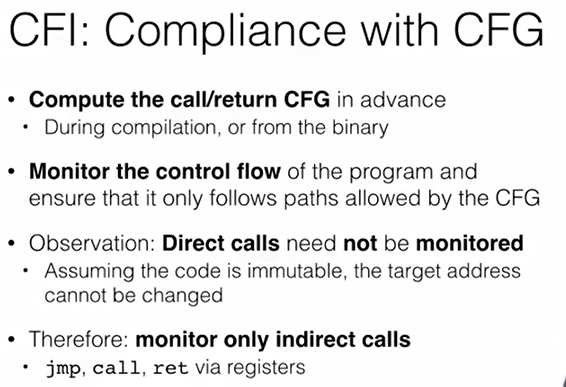 CFI: Compliance with CFG
• Compute the call/return CFG in advance
• During compilation, or from the binary
• Monitor the control flow of the program and
ensure that it only follows paths allowed by the CFG
• Observation: Direct calls need not be monitored
• Assuming the code is immutable, the target address
cannot be changed
• Therefore: monitor only indirect calls
• jmp, call, ret via registers